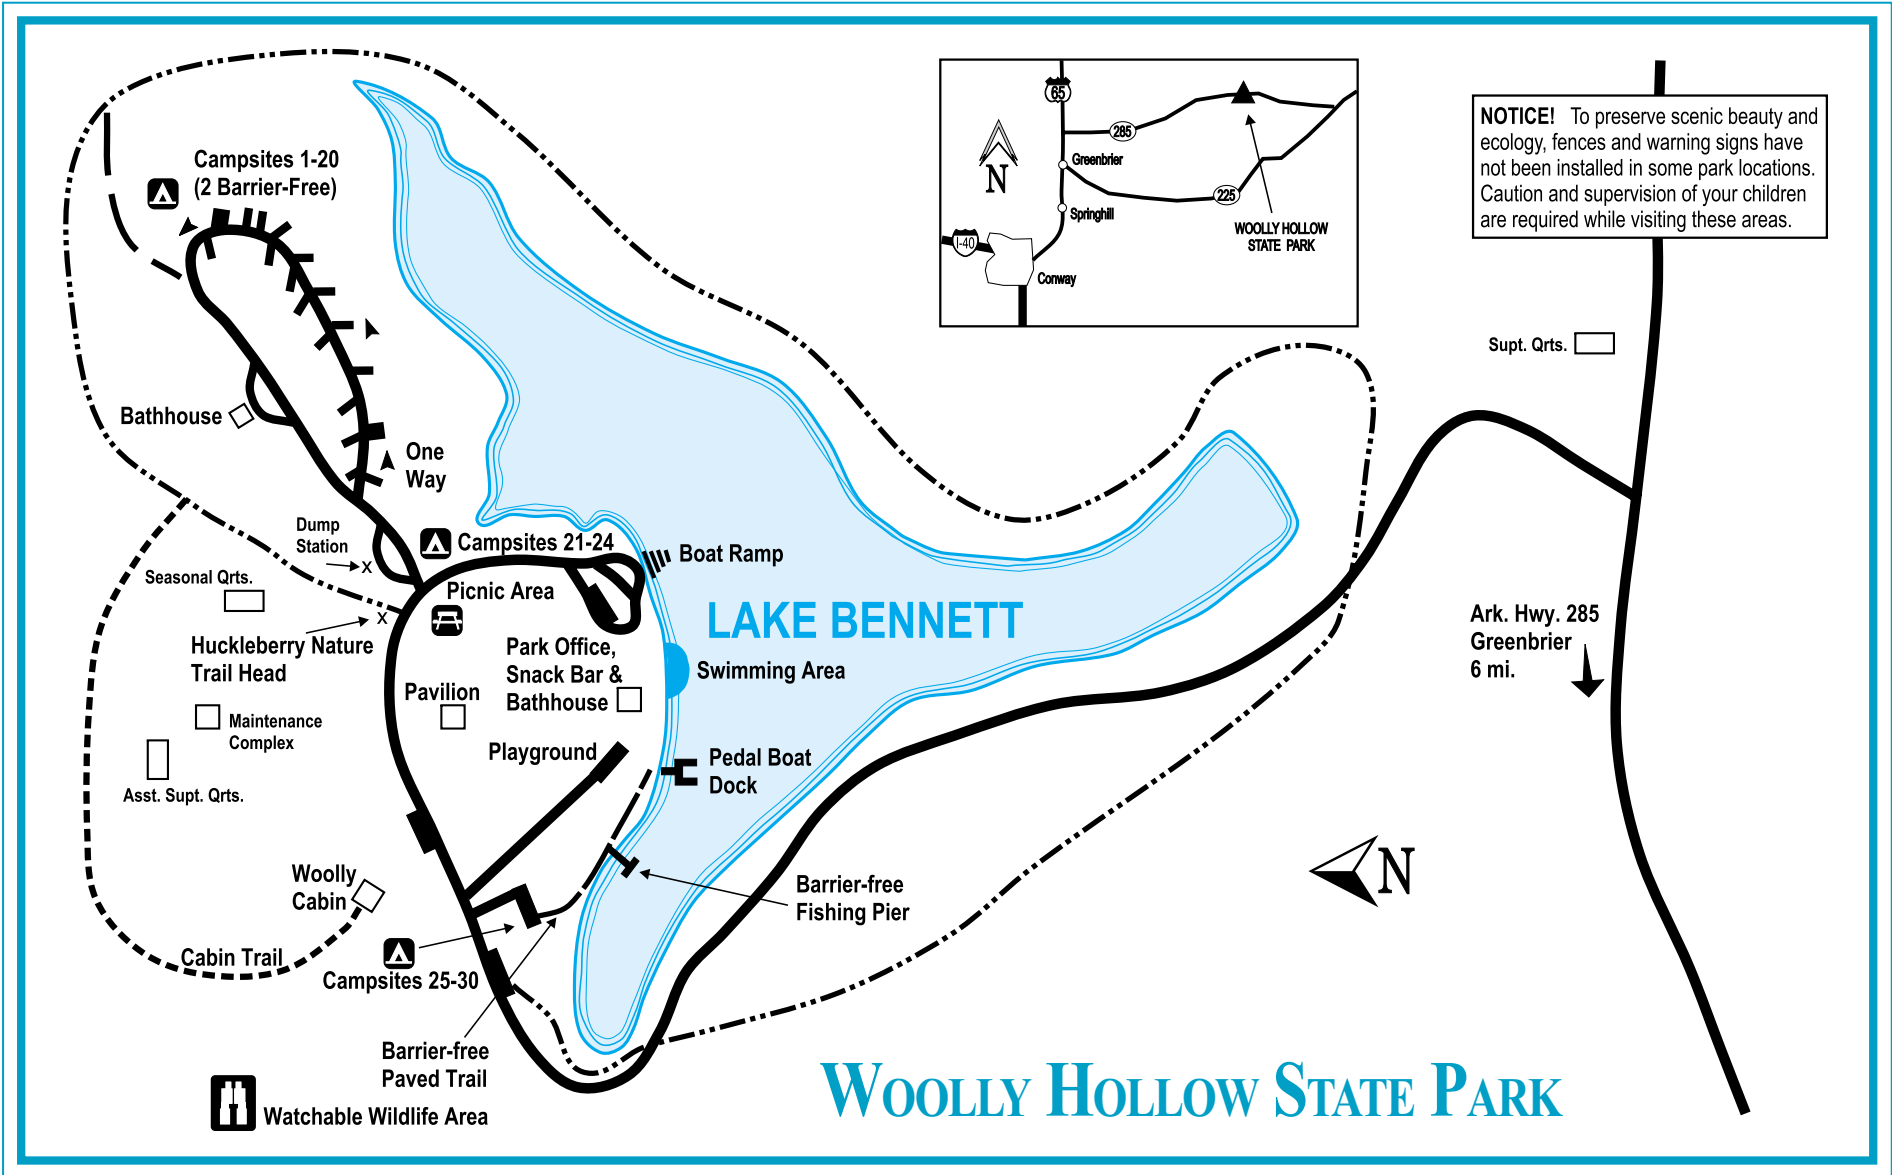 Campsites 1-20
(2 Barrier-Free)
65
285
Greenbrier
N
225
Springhill
WOOLLY HOLLOW
STATE PARK
I-40
Conway
NOTICE! To preserve scenic beauty and
ecology, fences and warning signs have
not been installed in some park locations.
Caution and supervision of your children
are required while visiting these areas.
Supt. Qrts.
Bathhouse
One
Way
Dump
Station
x
Campsites 21-24
Boat Ramp
Seasonal Qrts.
Picnic Area
x
LAKE BENNETT
Huckleberry Nature
Trail Head
Park Office,
Snack Bar &
Bathhouse
Swimming Area
Ark. Hwy. 285
Greenbrier
6 mi.
Pavilion
Maintenance
Complex
Playground
Pedal Boat
Dock
Asst. Supt. Qrts.
Woolly
Cabin
Barrier-free
Fishing Pier
N
Cabin Trail
Campsites 25-30
Barrier-free
Paved Trail
Watchable Wildlife Area
WOOLLY HOLLOW STATE PARK